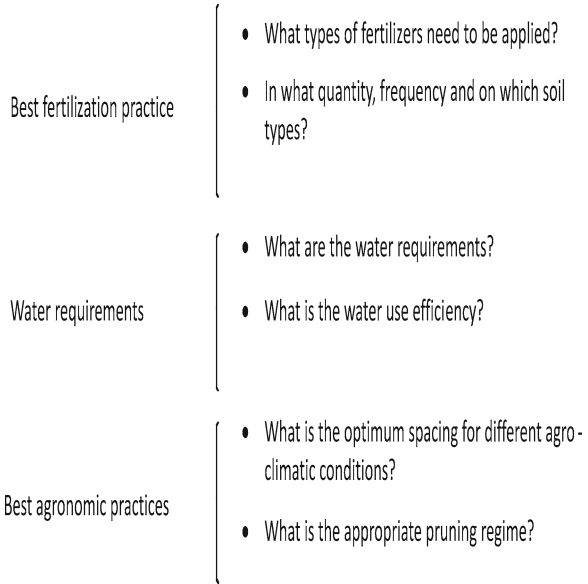 Best fertilization practice
• What types of fertilizers need to be applied?
• In what quantity, frequency and on which soil
types?
Water requirements
• What are the water requirements?
• What is the water use efficiency?
Best agronomic practices
• What is the optimum spacing for different agro -
climatic conditions?
• What is the appropriate pruning regime?